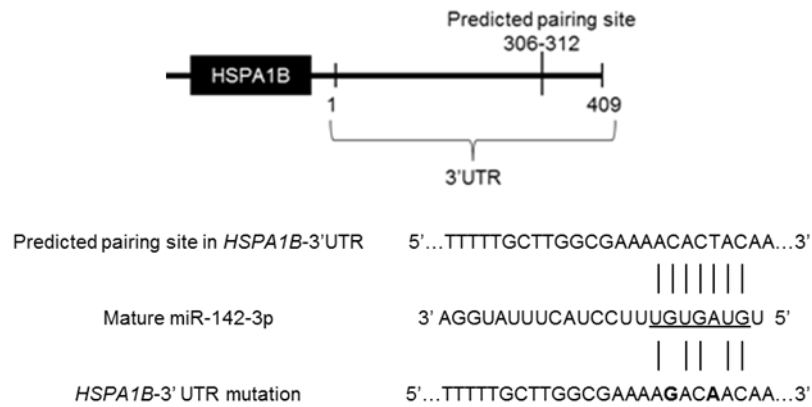 Predicted pairing site
306-312
HSPA1B
1
409
3'UTR
Predicted pairing site in HSPA1B-3'UTR 5'...TTTTTGCTTGGCGAAAACACTACAA...3'
Mature miR-142-3p 3' AGGUAUUUCAUCCUUUGUGAUGU 5'
HSPA1B-3' UTR mutation 5'...TTTTTGCTTGGCGAAAAGACAACAA...3'